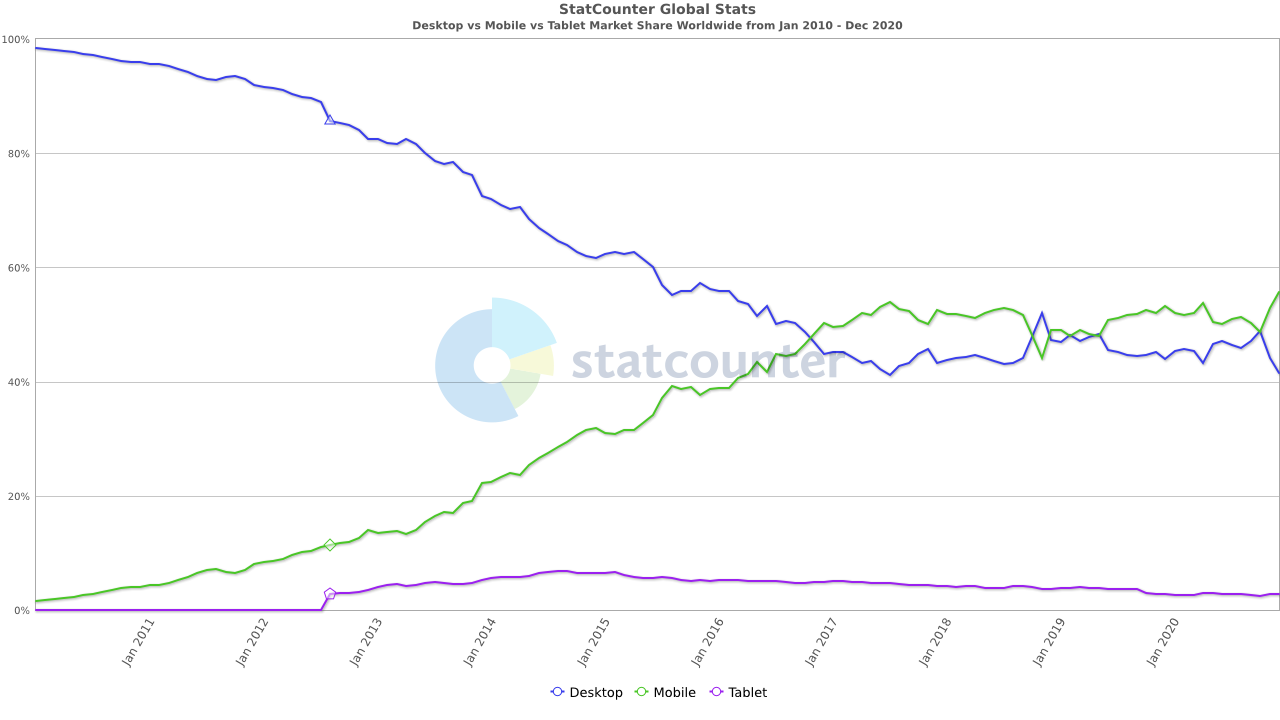 StatCounter Global Stats
Desktop vs Mobile vs Tablet Market Share Worldwide from Jan 2010 - Dec 2020
100%
80%
60%
statcounter
40%
20%
0%
Jan 2011
Jan 2012
Jan 2013
Jan 2014
Jan 2015
Jan 2016
Jan 2017
Jan 2018
Jan 2019
Jan 2020
Desktop
Mobile
Tablet